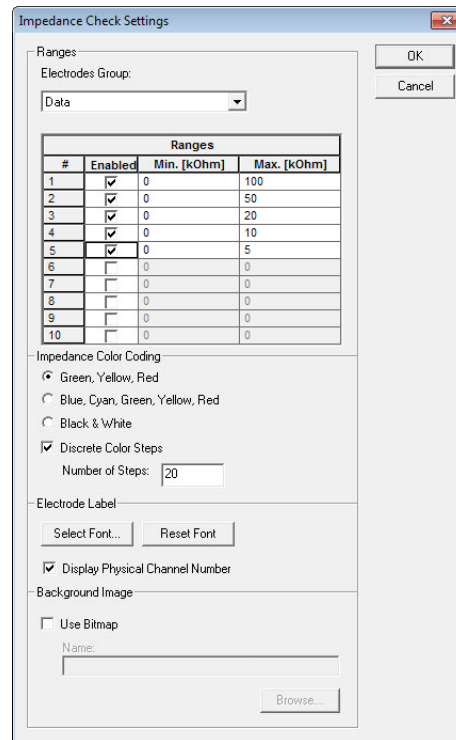 Impedance Check Settings
Ranges
OK
Electrodes Group:
Cancel
Data
Ranges
# Enabled Min. [kOhm] Max. [kOhm]
1 0 100
2 0 50
3 0 20
4 0 10
5 0 5
6 0 0
7 0 0
8 0 0
9 0 0
10 0 0
Impedance Color Coding
Green, Yellow, Red
Blue, Cyan, Green, Yellow, Red
Black & White
Discrete Color Steps
Number of Steps: 20
Electrode Label
Select Font... Reset Font
Display Physical Channel Number
Background Image
Use Bitmap
Name:
Browse...